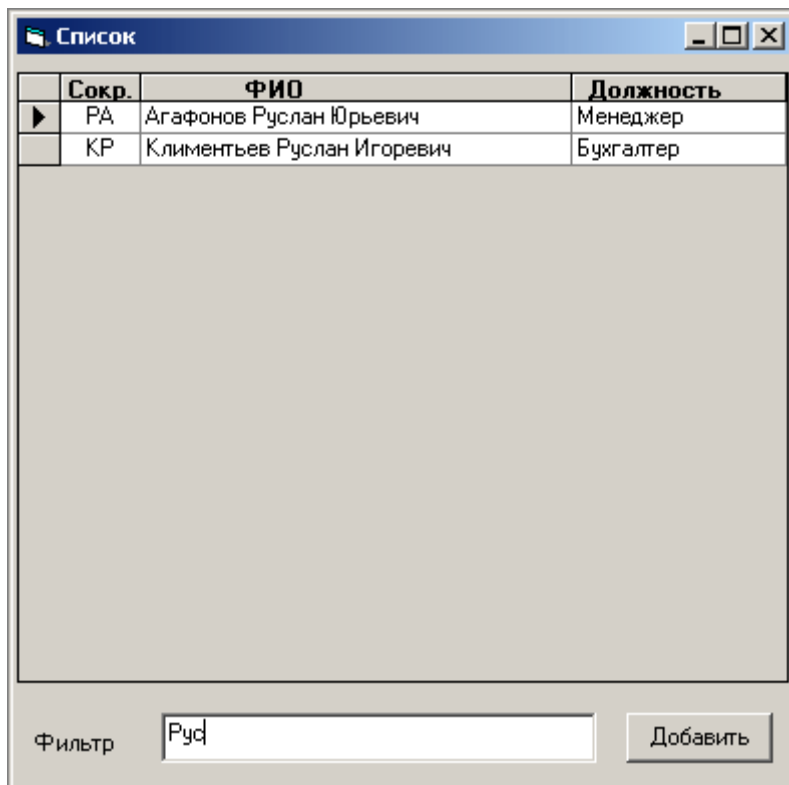 Список
Сокр. ФИО Должность
РА Агафонов Руслан Юрьевич Менеджер
КР Климентьев Руслан Игоревич Бухгалтер
Фильтр Рус Добавить